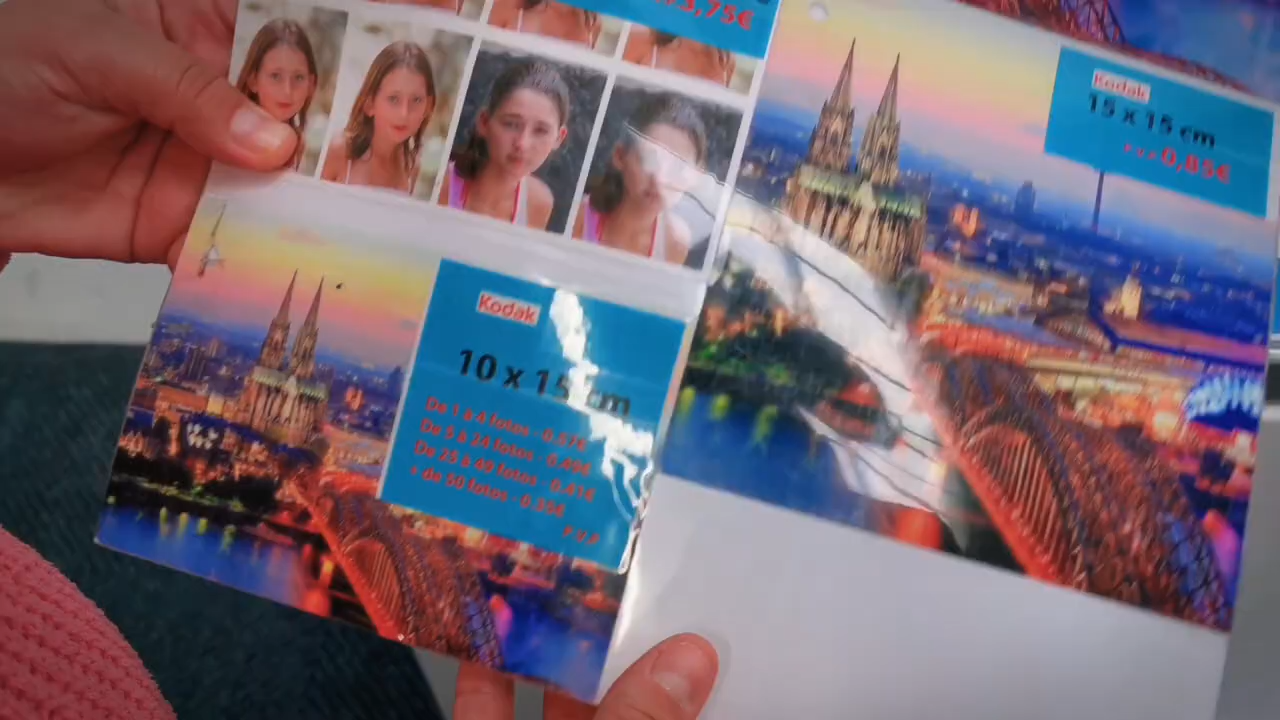 3,75€
Kodak
15 x 15 cm
P V P 0,85€
Kodak
10 x 15 cm
De 1 a 4 fotos - 0,57€
De 5 a 24 fotos - 0,49€
De 25 a 49 fotos - 0,41€
+ de 50 fotos - 0,35€
P V P